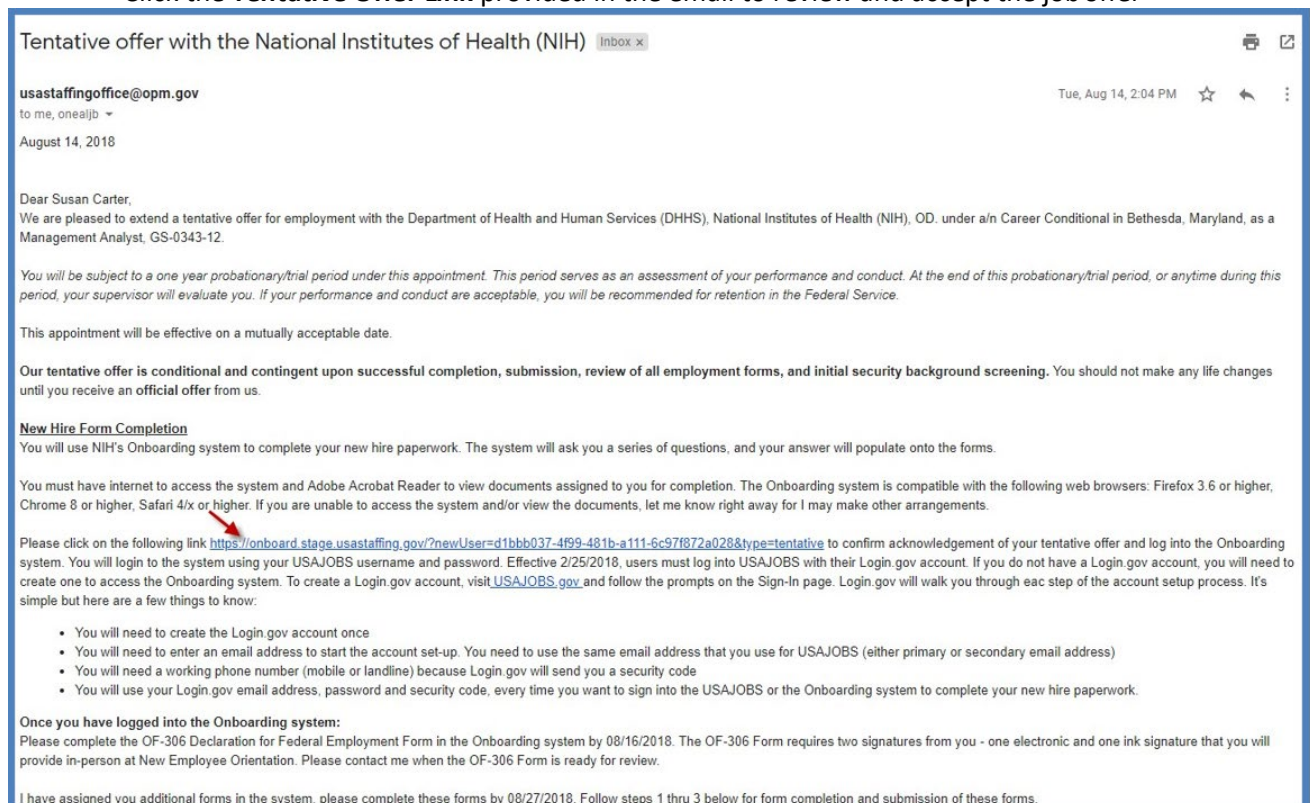 Click the Tentative Offer Link provided in the email to review and accept the job offer
Tentative offer with the National Institutes of Health (NIH) Inbox x
usastaffingoffice@opm.gov
Tue, Aug 14, 2:04 PM
to me, onealjb
August 14, 2018
Dear Susan Carter,
We are pleased to extend a tentative offer for employment with the Department of Health and Human Services (DHHS), National Institutes of Health (NIH), OD. under a/n Career Conditional in Bethesda, Maryland, as a
Management Analyst, GS-0343-12.
You will be subject to a one year probationary/trial period under this appointment. This period serves as an assessment of your performance and conduct. At the end of this probationary/trial period, or anytime during this
period, your supervisor will evaluate you. If your performance and conduct are acceptable, you will be recommended for retention in the Federal Service.
This appointment will be effective on a mutually acceptable date.
Our tentative offer is conditional and contingent upon successful completion, submission, review of all employment forms, and initial security background screening. You should not make any life changes
until you receive an official offer from us.
New Hire Form Completion
You will use NIH's Onboarding system to complete your new hire paperwork. The system will ask you a series of questions, and your answer will populate onto the forms.
You must have internet to access the system and Adobe Acrobat Reader to view documents assigned to you for completion. The Onboarding system is compatible with the following web browsers: Firefox 3.6 or higher,
Chrome 8 or higher, Safari 4/x or higher. If you are unable to access the system and/or view the documents, let me know right away for I may make other arrangements.
Please click on the following link https://onboard.stage.usastaffing.gov/?newUser=d1bbb037-4f99-481b-a111-6c97f872a028&type=tentative to confirm acknowledgement of your tentative offer and log into the Onboarding
system. You will login to the system using your USAJOBS username and password. Effective 2/25/2018, users must log into USAJOBS with their Login.gov account. If you do not have a Login.gov account, you will need to
create one to access the Onboarding system. To create a Login.gov account, visit USAJOBS.gov and follow the prompts on the Sign-In page. Login.gov will walk you through eac step of the account setup process. It's
simple but here are a few things to know:
• You will need to create the Login.gov account once
• You will need to enter an email address to start the account set-up. You need to use the same email address that you use for USAJOBS (either primary or secondary email address)
• You will need a working phone number (mobile or landline) because Login.gov will send you a security code
• You will use your Login.gov email address, password and security code, every time you want to sign into the USAJOBS or the Onboarding system to complete your new hire paperwork.
Once you have logged into the Onboarding system:
Please complete the OF-306 Declaration for Federal Employment Form in the Onboarding system by 08/16/2018. The OF-306 Form requires two signatures from you - one electronic and one ink signature that you will
provide in-person at New Employee Orientation. Please contact me when the OF-306 Form is ready for review.
I have assigned you additional forms in the system, please complete these forms by 08/27/2018. Follow steps 1 thru 3 below for form completion and submission of these forms.